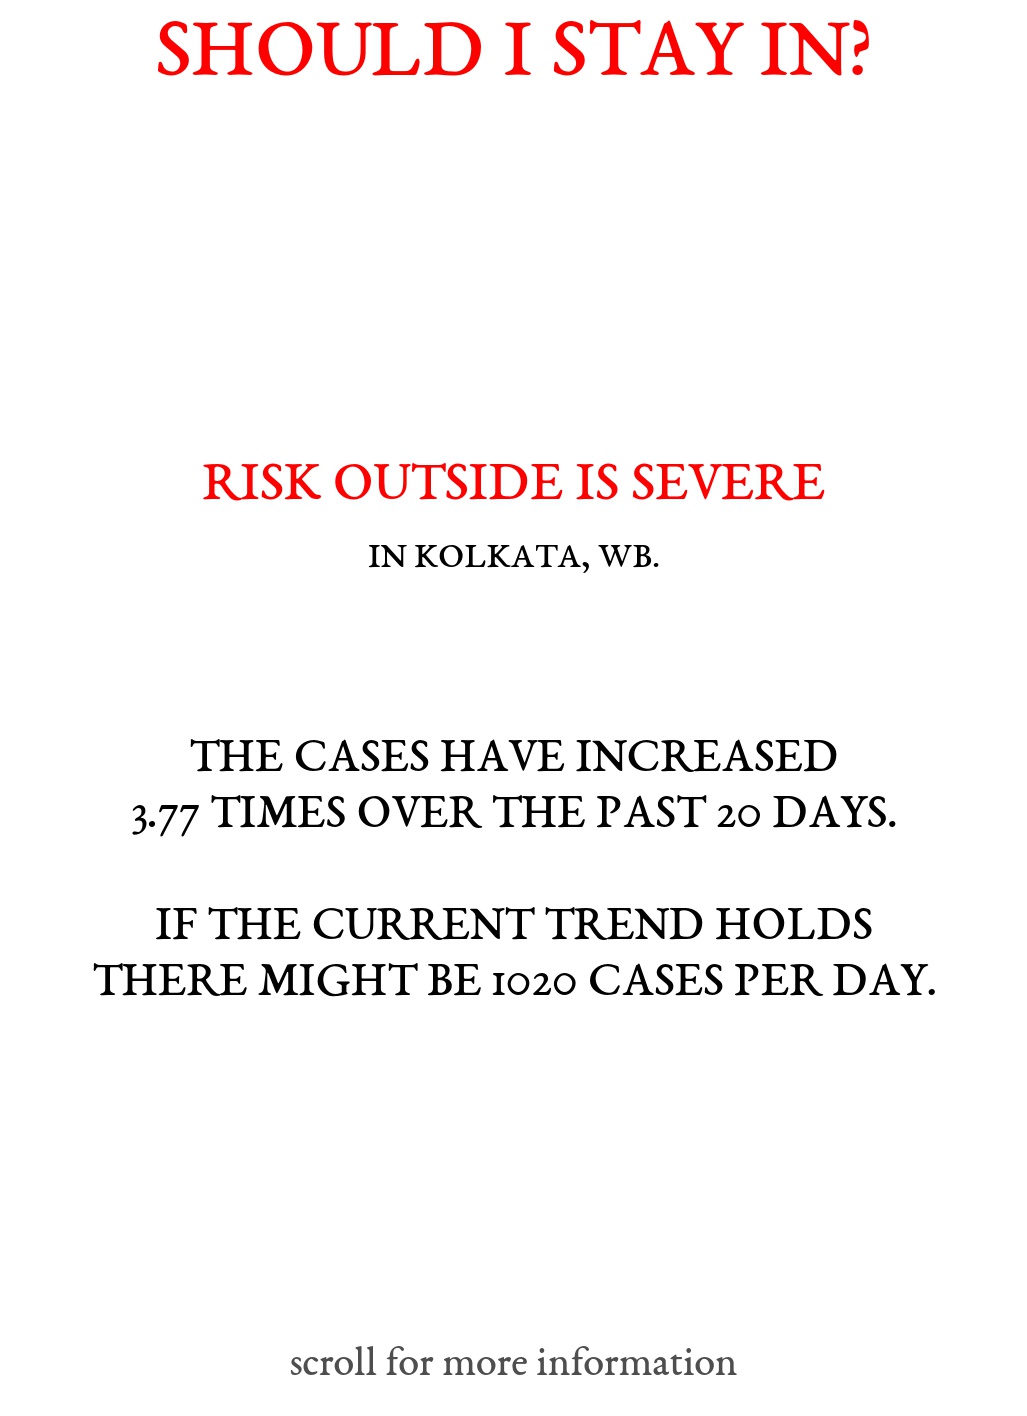 SHOULD I STAY IN?
RISK OUTSIDE IS SEVERE
IN KOLKATA, WB.
THE CASES HAVE INCREASED
3.77 TIMES OVER THE PAST 20 DAYS.
IF THE CURRENT TREND HOLDS
THERE MIGHT BE 1020 CASES PER DAY.
scroll for more information